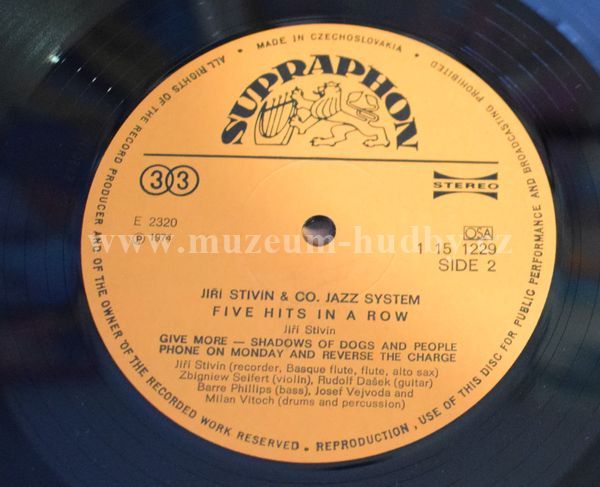 ALL RIGHTS OF THE RECORD PRODUCER AND OF THE OWNER OF THE RECORDED WORK RESERVED. REPRODUCTION, USE OF THIS DISC FOR PUBLIC PERFORMANCE AND BROADCASTING PROHIBITED
• MADE IN CZECHOSLOVAKIA •
SUPRAPHON
33
STEREO
E 2320
Ⓟ 1974
OSA
1 15 1229
SIDE 2
www.muzeum-hudby.cz
JIŘÍ STIVÍN & CO. JAZZ SYSTEM
FIVE HITS IN A ROW
Jiří Stivín
GIVE MORE — SHADOWS OF DOGS AND PEOPLE
PHONE ON MONDAY AND REVERSE THE CHARGE
Jiří Stivín (recorder, Basque flute, flute, alto sax)
Zbigniew Seifert (violin), Rudolf Dašek (guitar)
Barre Phillips (bass), Josef Vejvoda and
Milan Vitoch (drums and percussion)